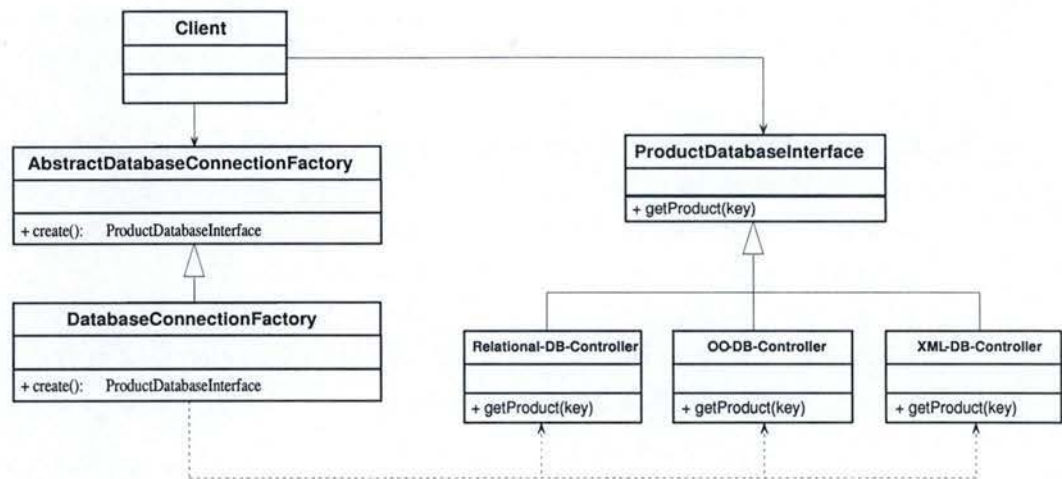 Client
AbstractDatabaseConnectionFactory
+ create(): ProductDatabaseInterface
ProductDatabaseInterface
+ getProduct(key)
DatabaseConnectionFactory
+ create(): ProductDatabaseInterface
Relational-DB-Controller
+ getProduct(key)
OO-DB-Controller
+ getProduct(key)
XML-DB-Controller
+ getProduct(key)